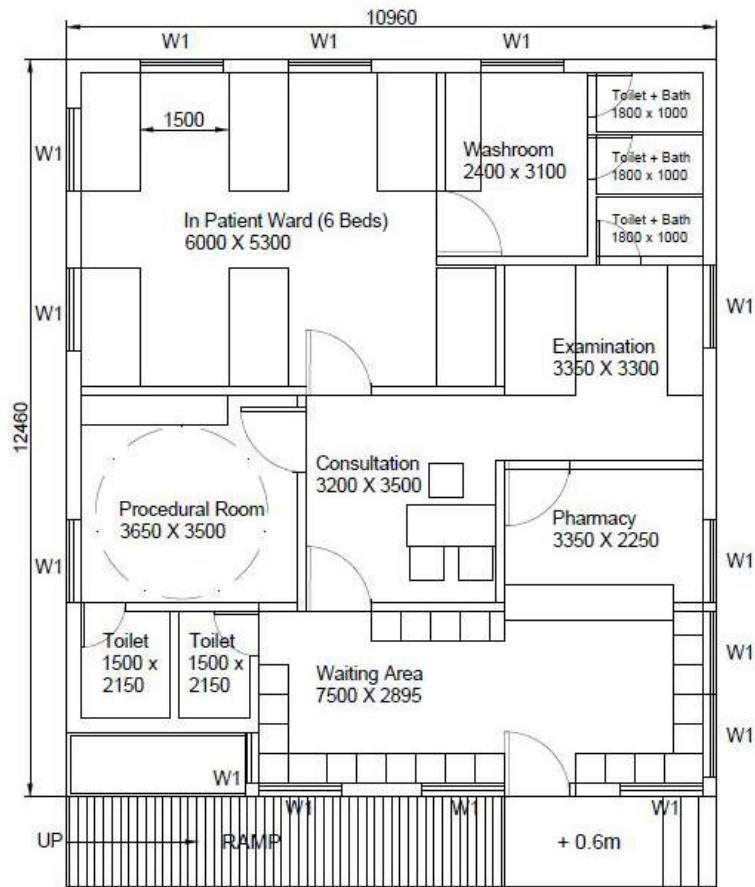 10960
W1
W1
W1
Toilet + Bath
1800 x 1000
1500
W1
Washroom
2400 x 3100
Toilet + Bath
1800 x 1000
In Patient Ward (6 Beds)
6000 X 5300
Toilet + Bath
1800 x 1000
W1
W1
Examination
3350 X 3300
12460
Consultation
3200 X 3500
Procedural Room
3650 X 3500
Pharmacy
3350 X 2250
W1
W1
Toilet
1500 x
2150
Toilet
1500 x
2150
Waiting Area
7500 X 2895
W1
W1
W1
W1
W1
W1
UP
RAMP
+ 0.6m